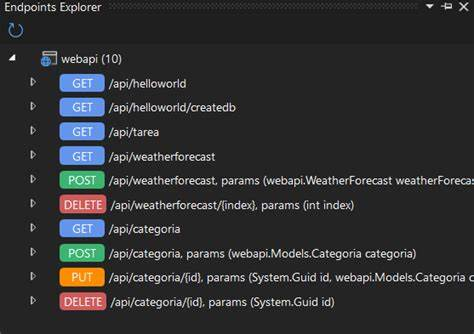 Endpoints Explorer
webapi (10)
GET /api/helloworld
GET /api/helloworld/createdb
GET /api/tarea
GET /api/weatherforecast
POST /api/weatherforecast, params (webapi.WeatherForecast weatherForeca
DELETE /api/weatherforecast/{index}, params (int index)
GET /api/categoria
POST /api/categoria, params (webapi.Models.Categoria categoria)
PUT /api/categoria/{id}, params (System.Guid id, webapi.Models.Categoria c
DELETE /api/categoria/{id}, params (System.Guid id)